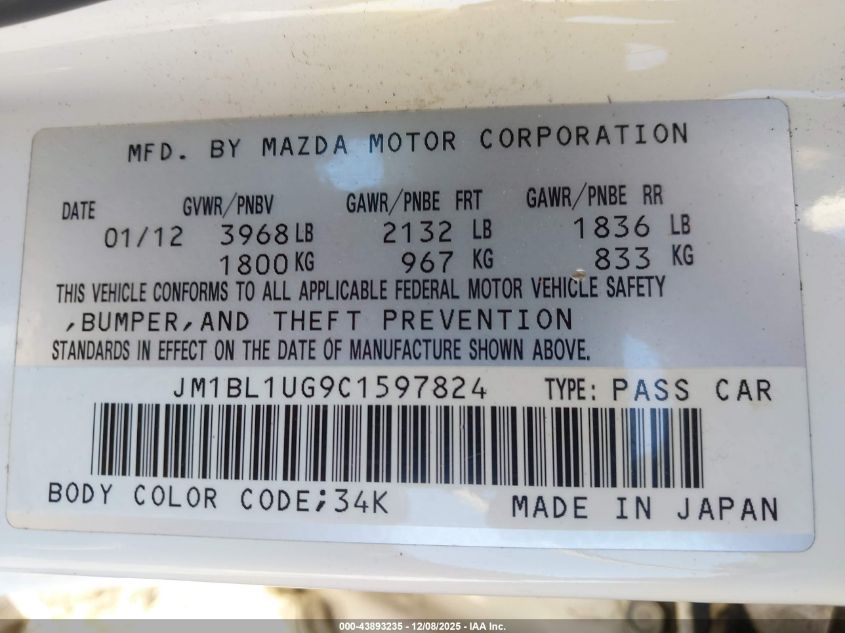 MFD. BY MAZDA MOTOR CORPORATION
DATE GVWR/PNBV GAWR/PNBE FRT GAWR/PNBE RR
01/12 3968 LB 2132 LB 1836 LB
1800 KG 967 KG 833 KG
THIS VEHICLE CONFORMS TO ALL APPLICABLE FEDERAL MOTOR VEHICLE SAFETY
,BUMPER,AND THEFT PREVENTION
STANDARDS IN EFFECT ON THE DATE OF MANUFACTURE SHOWN ABOVE.
JM1BL1UG9C1597824 TYPE: PASS CAR
BODY COLOR CODE;34K MADE IN JAPAN
000-43893235 - 12/08/2025 - IAA Inc.